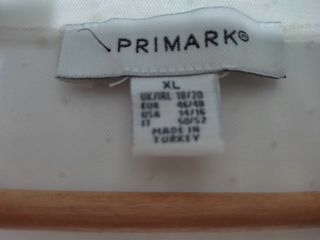 PRIMARK®
XL
UK/IRL 18/20
EUR 46/48
USA 14/16
IT 50/52
MADE IN
TURKEY